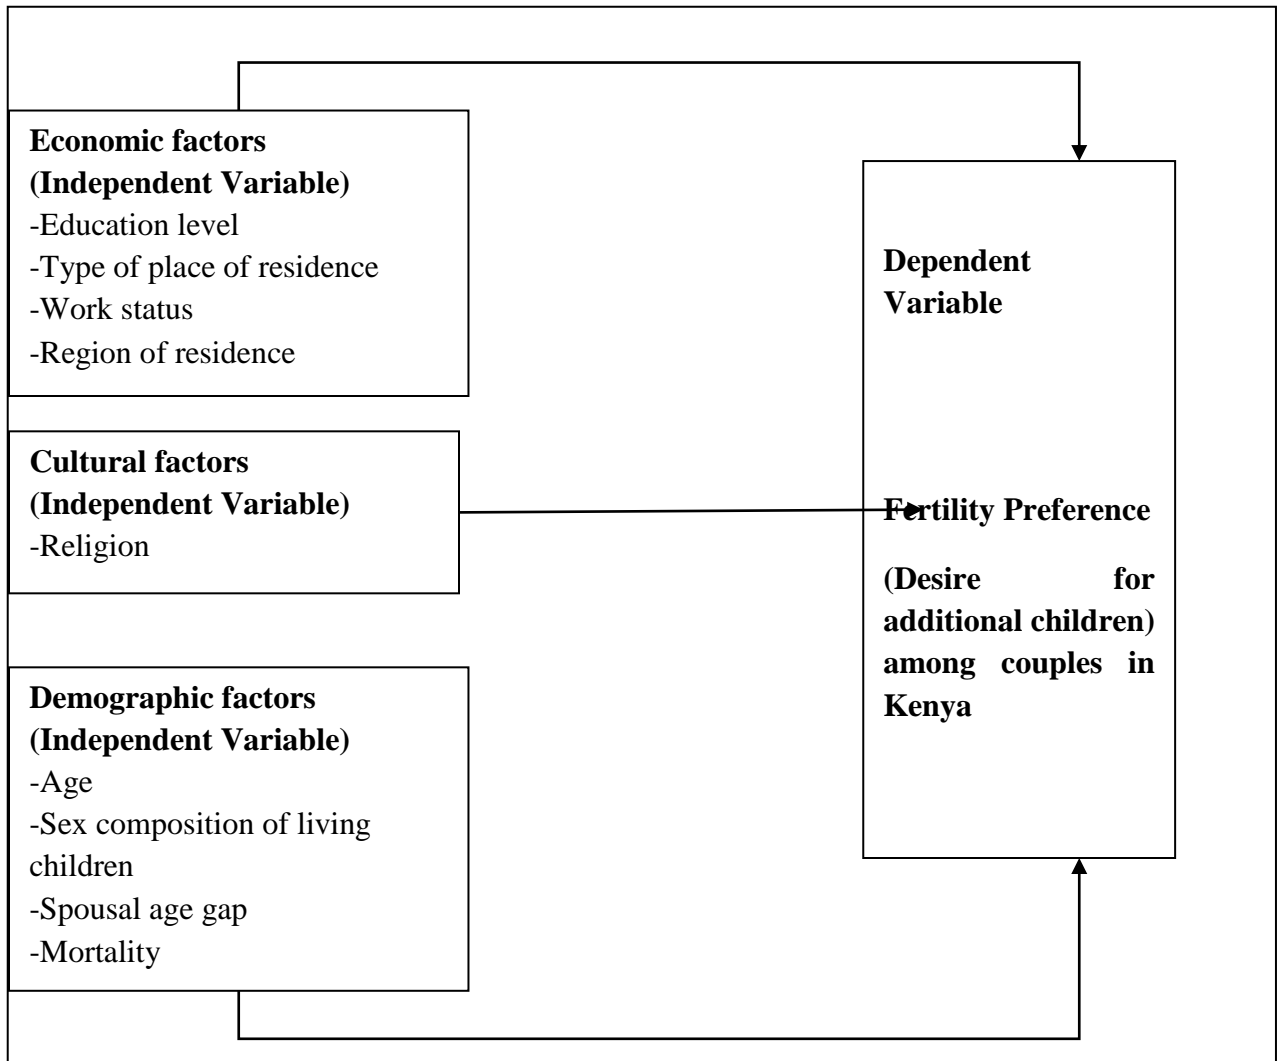 Economic factors
(Independent Variable)
-Education level
-Type of place of residence
-Work status
-Region of residence
Cultural factors
(Independent Variable)
-Religion
Demographic factors
(Independent Variable)
-Age
-Sex composition of living
children
-Spousal age gap
-Mortality
Dependent
Variable
Fertility Preference
(Desire for
additional children)
among couples in
Kenya